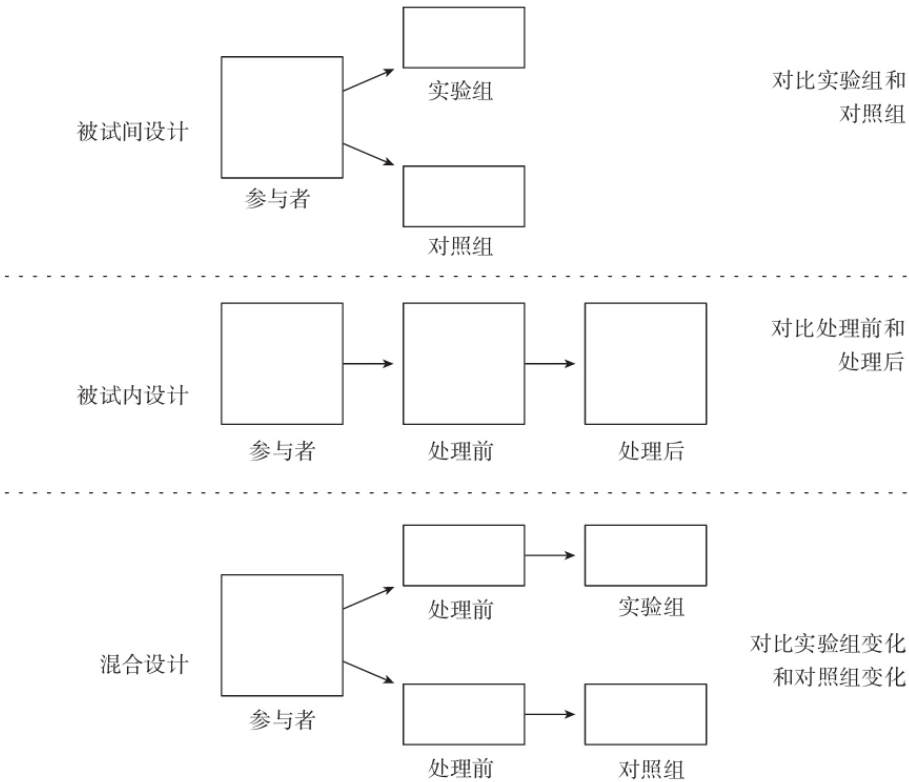 实验组
对比实验组和
对照组
被试间设计
参与者
对照组
对比处理前和
处理后
被试内设计
参与者
处理前
处理后
处理前
实验组
对比实验组变化
和对照组变化
混合设计
参与者
处理前
对照组